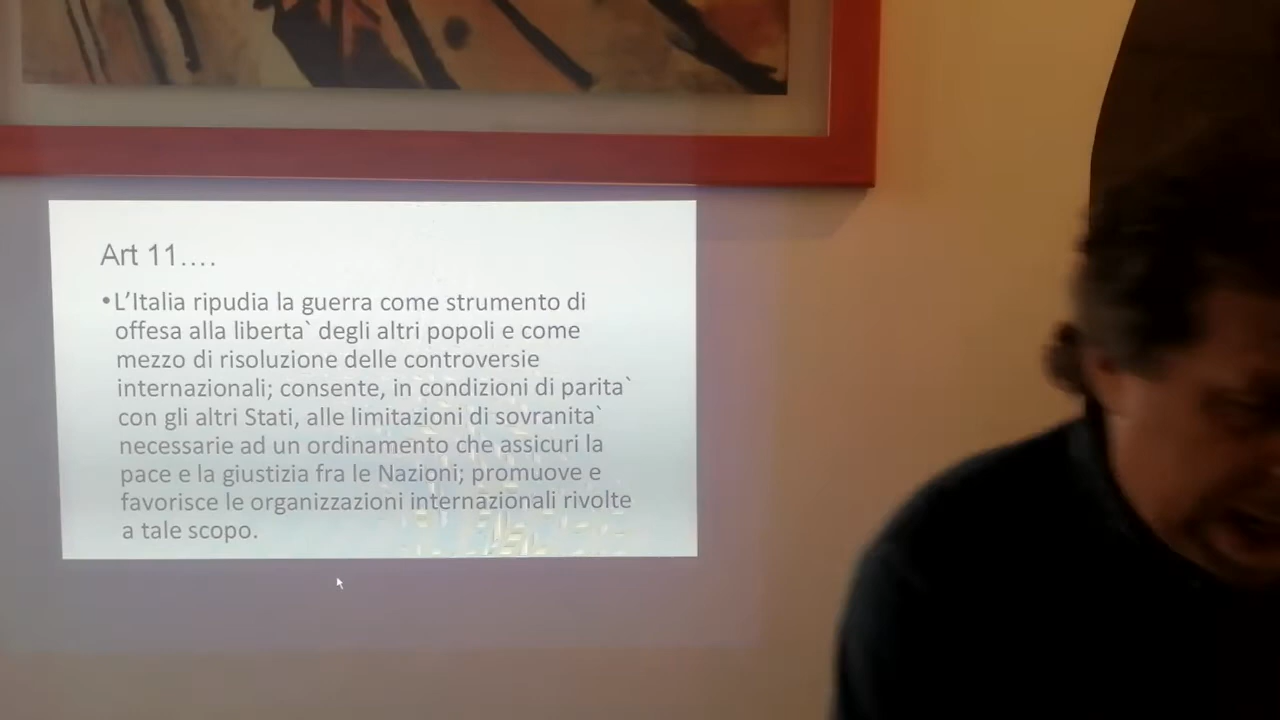 Art 11....
•L'Italia ripudia la guerra come strumento di
offesa alla liberta` degli altri popoli e come
mezzo di risoluzione delle controversie
internazionali; consente, in condizioni di parita`
con gli altri Stati, alle limitazioni di sovranita`
necessarie ad un ordinamento che assicuri la
pace e la giustizia fra le Nazioni; promuove e
favorisce le organizzazioni internazionali rivolte
a tale scopo.